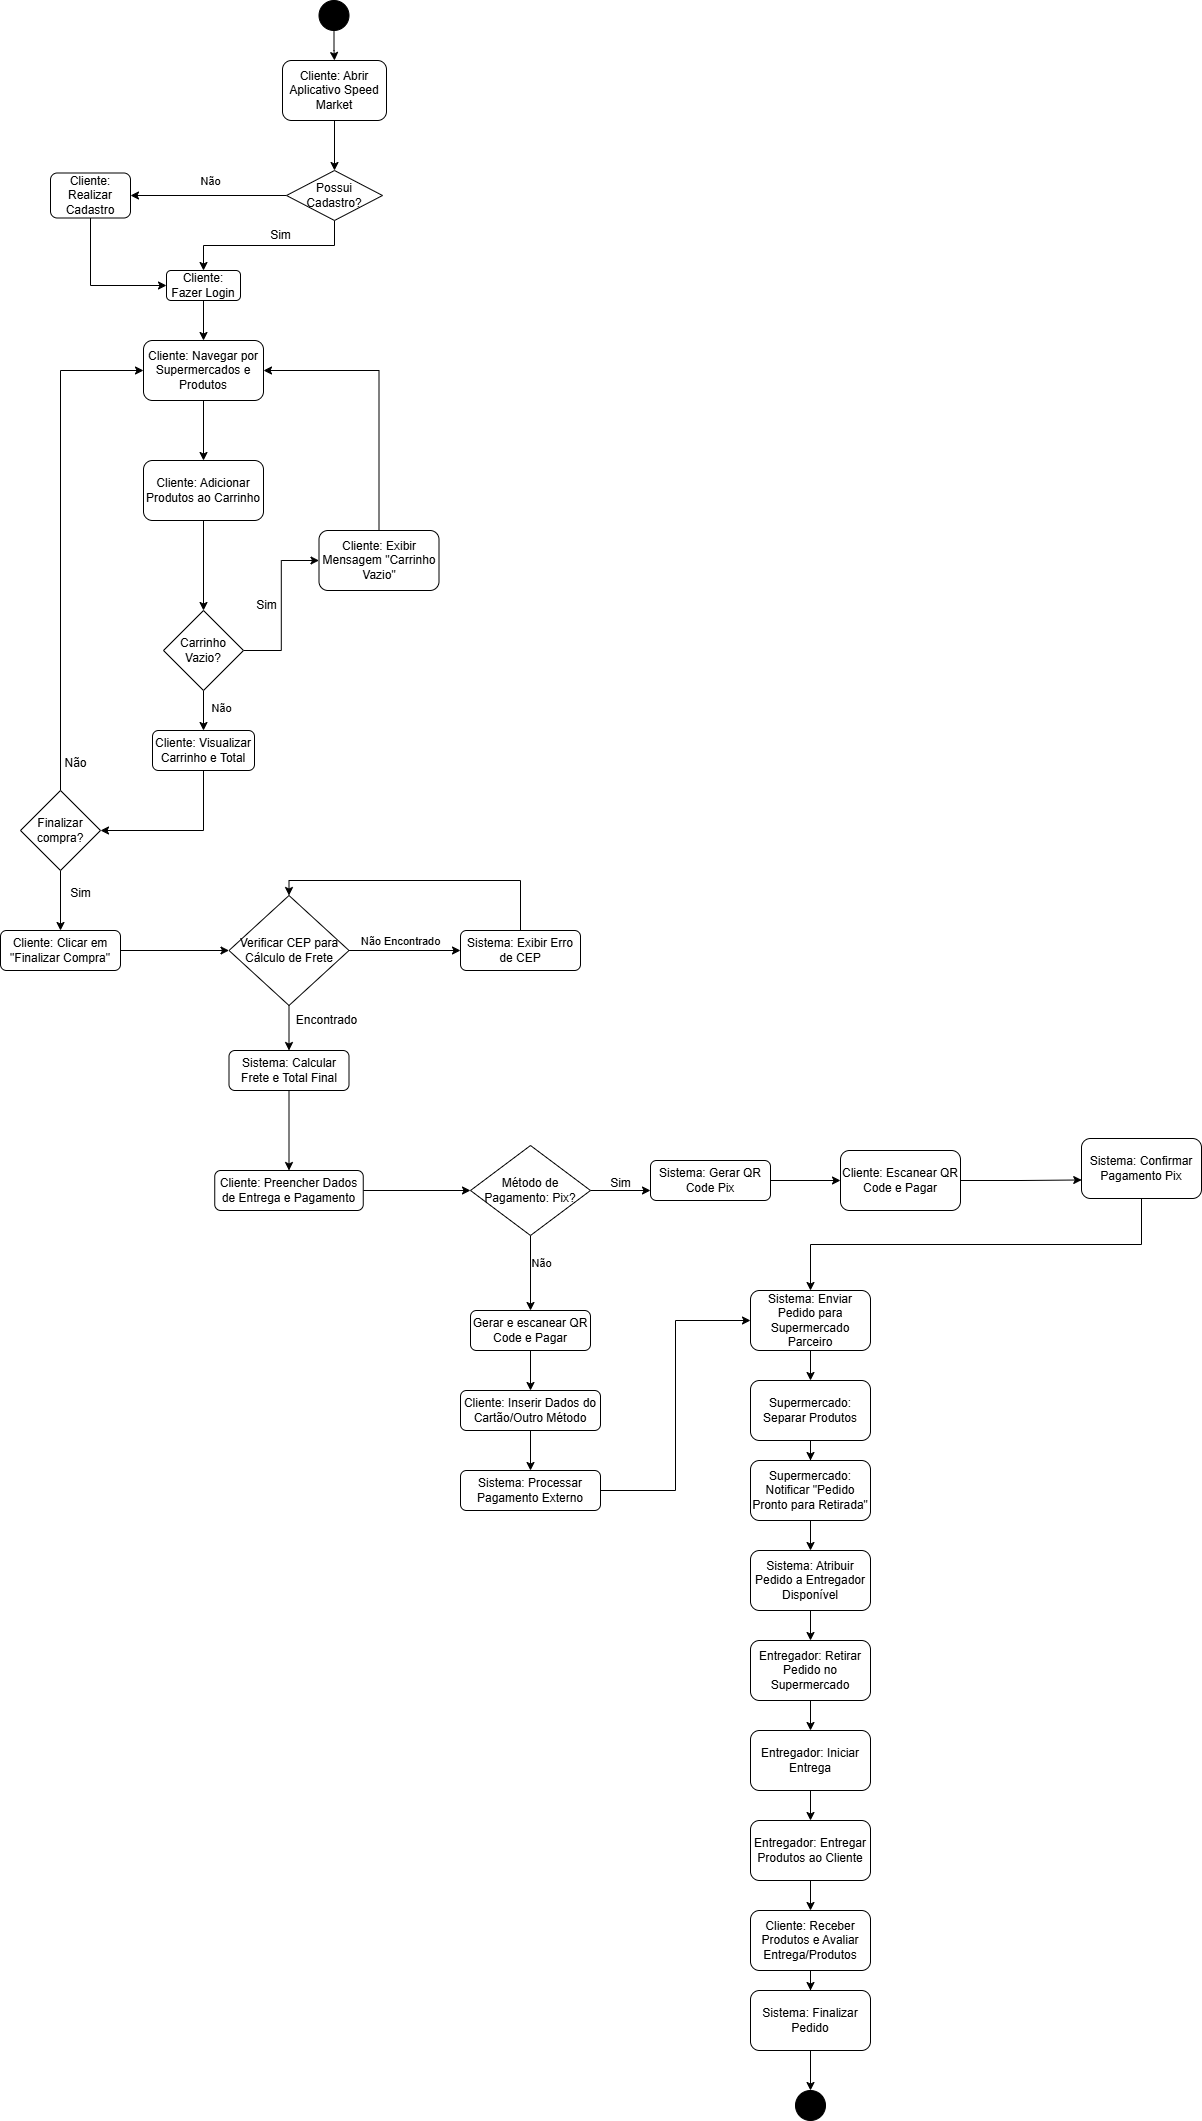 Cliente: Abrir
Aplicativo Speed
Market
Possui
Cadastro?
Não
Cliente:
Realizar
Cadastro
Sim
Cliente:
Fazer Login
Cliente: Navegar por
Supermercados e
Produtos
Cliente: Adicionar
Produtos ao Carrinho
Cliente: Exibir
Mensagem "Carrinho
Vazio"
Sim
Carrinho
Vazio?
Não
Cliente: Visualizar
Carrinho e Total
Não
Finalizar
compra?
Sim
Cliente: Clicar em
"Finalizar Compra"
Verificar CEP para
Cálculo de Frete
Não Encontrado
Sistema: Exibir Erro
de CEP
Encontrado
Sistema: Calcular
Frete e Total Final
Cliente: Preencher Dados
de Entrega e Pagamento
Método de
Pagamento: Pix?
Sim
Sistema: Gerar QR
Code Pix
Cliente: Escanear QR
Code e Pagar
Sistema: Confirmar
Pagamento Pix
Não
Gerar e escanear QR
Code e Pagar
Cliente: Inserir Dados do
Cartão/Outro Método
Sistema: Processar
Pagamento Externo
Sistema: Enviar
Pedido para
Supermercado
Parceiro
Supermercado:
Separar Produtos
Supermercado:
Notificar "Pedido
Pronto para Retirada"
Sistema: Atribuir
Pedido a Entregador
Disponível
Entregador: Retirar
Pedido no
Supermercado
Entregador: Iniciar
Entrega
Entregador: Entregar
Produtos ao Cliente
Cliente: Receber
Produtos e Avaliar
Entrega/Produtos
Sistema: Finalizar
Pedido